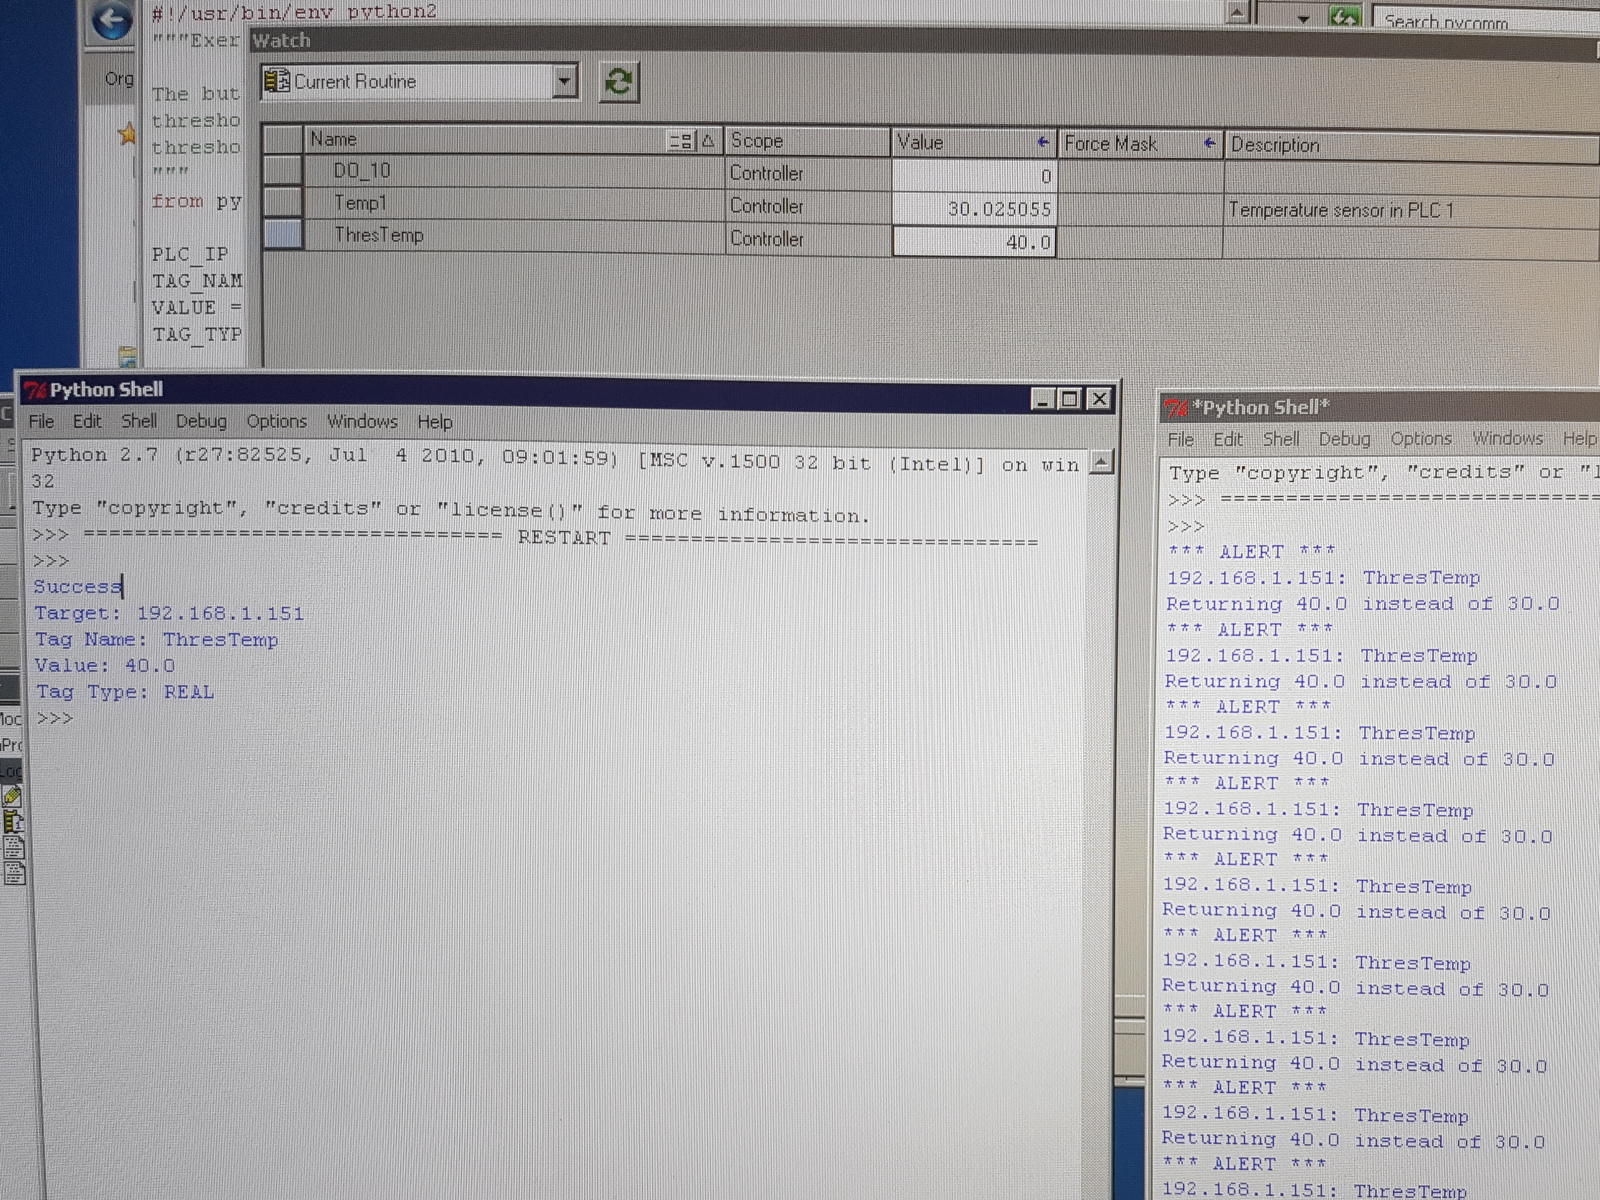 #!/usr/bin/env python2
"""Exer
The but
thresho
thresho
"""
from py
PLC_IP
TAG_NAM
VALUE =
TAG_TYP
Org
Search pycomm
Watch
Current Routine
Name Scope Value Force Mask Description
DO_10 Controller 0
Temp1 Controller 30.025055 Temperature sensor in PLC 1
ThresTemp Controller 40.0
Python Shell
File Edit Shell Debug Options Windows Help
Python 2.7 (r27:82525, Jul 4 2010, 09:01:59) [MSC v.1500 32 bit (Intel)] on win
32
Type "copyright", "credits" or "license()" for more information.
>>> ================================ RESTART ================================
>>>
Success
Target: 192.168.1.151
Tag Name: ThresTemp
Value: 40.0
Tag Type: REAL
>>>
*Python Shell*
File Edit Shell Debug Options Windows Help
Type "copyright", "credits" or "l
>>> ==============================
>>>
*** ALERT ***
192.168.1.151: ThresTemp
Returning 40.0 instead of 30.0
*** ALERT ***
192.168.1.151: ThresTemp
Returning 40.0 instead of 30.0
*** ALERT ***
192.168.1.151: ThresTemp
Returning 40.0 instead of 30.0
*** ALERT ***
192.168.1.151: ThresTemp
Returning 40.0 instead of 30.0
*** ALERT ***
192.168.1.151: ThresTemp
Returning 40.0 instead of 30.0
*** ALERT ***
192.168.1.151: ThresTemp
Returning 40.0 instead of 30.0
*** ALERT ***
192.168.1.151: ThresTemp
Returning 40.0 instead of 30.0
*** ALERT ***
192.168.1.151: ThresTemp
Returning 40.0 instead of 30.0
*** ALERT ***
192.168.1.151: ThresTemp